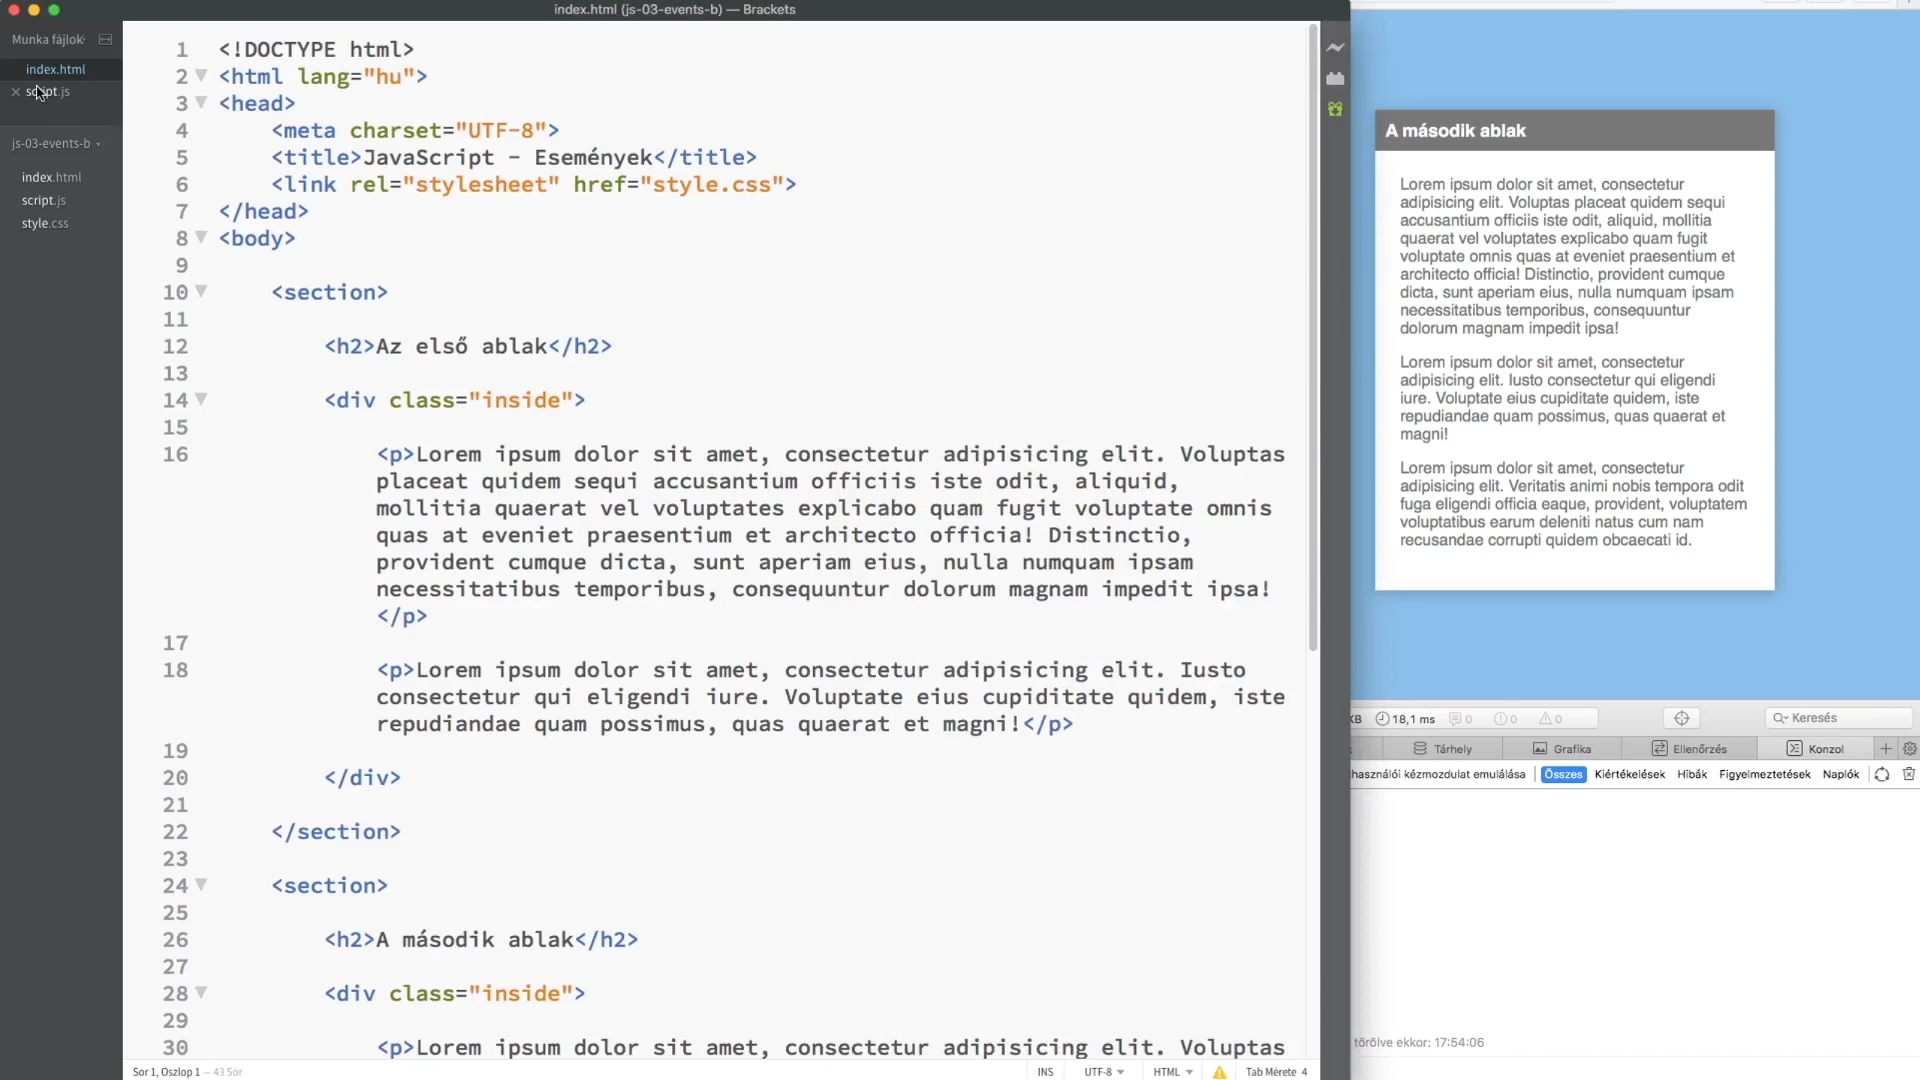 index.html (js-03-events-b) — Brackets
Munka fájlok
index.html
script.js
js-03-events-b
index.html
script.js
style.css
1 <!DOCTYPE html>
2 <html lang="hu">
3 <head>
4 <meta charset="UTF-8">
5 <title>JavaScript - Események</title>
6 <link rel="stylesheet" href="style.css">
7 </head>
8 <body>
9
10 <section>
11
12 <h2>Az első ablak</h2>
13
14 <div class="inside">
15
16 <p>Lorem ipsum dolor sit amet, consectetur adipisicing elit. Voluptas
placeat quidem sequi accusantium officiis iste odit, aliquid,
mollitia quaerat vel voluptates explicabo quam fugit voluptate omnis
quas at eveniet praesentium et architecto officia! Distinctio,
provident cumque dicta, sunt aperiam eius, nulla numquam ipsam
necessitatibus temporibus, consequuntur dolorum magnam impedit ipsa!
</p>
17
18 <p>Lorem ipsum dolor sit amet, consectetur adipisicing elit. Iusto
consectetur qui eligendi iure. Voluptate eius cupiditate quidem, iste
repudiandae quam possimus, quas quaerat et magni!</p>
19
20 </div>
21
22 </section>
23
24 <section>
25
26 <h2>A második ablak</h2>
27
28 <div class="inside">
29
30 <p>Lorem ipsum dolor sit amet, consectetur adipisicing elit. Voluptas
Sor 1, Oszlop 1 — 43 Sor
INS
UTF-8
HTML
Tab Mérete 4
A második ablak
Lorem ipsum dolor sit amet, consectetur
adipisicing elit. Voluptas placeat quidem sequi
accusantium officiis iste odit, aliquid, mollitia
quaerat vel voluptates explicabo quam fugit
voluptate omnis quas at eveniet praesentium et
architecto officia! Distinctio, provident cumque
dicta, sunt aperiam eius, nulla numquam ipsam
necessitatibus temporibus, consequuntur
dolorum magnam impedit ipsa!
Lorem ipsum dolor sit amet, consectetur
adipisicing elit. Iusto consectetur qui eligendi
iure. Voluptate eius cupiditate quidem, iste
repudiandae quam possimus, quas quaerat et
magni!
Lorem ipsum dolor sit amet, consectetur
adipisicing elit. Veritatis animi nobis tempora odit
fuga eligendi officia eaque, provident, voluptatem
voluptatibus earum deleniti natus cum nam
recusandae corrupti quidem obcaecati id.
KB 18,1 ms 0 0 0 Keresés
Tárhely Grafika Ellenőrzés Konzol
használói kézmozdulat emulálása Összes Kiértékelések Hibák Figyelmeztetések Naplók
törölve ekkor: 17:54:06